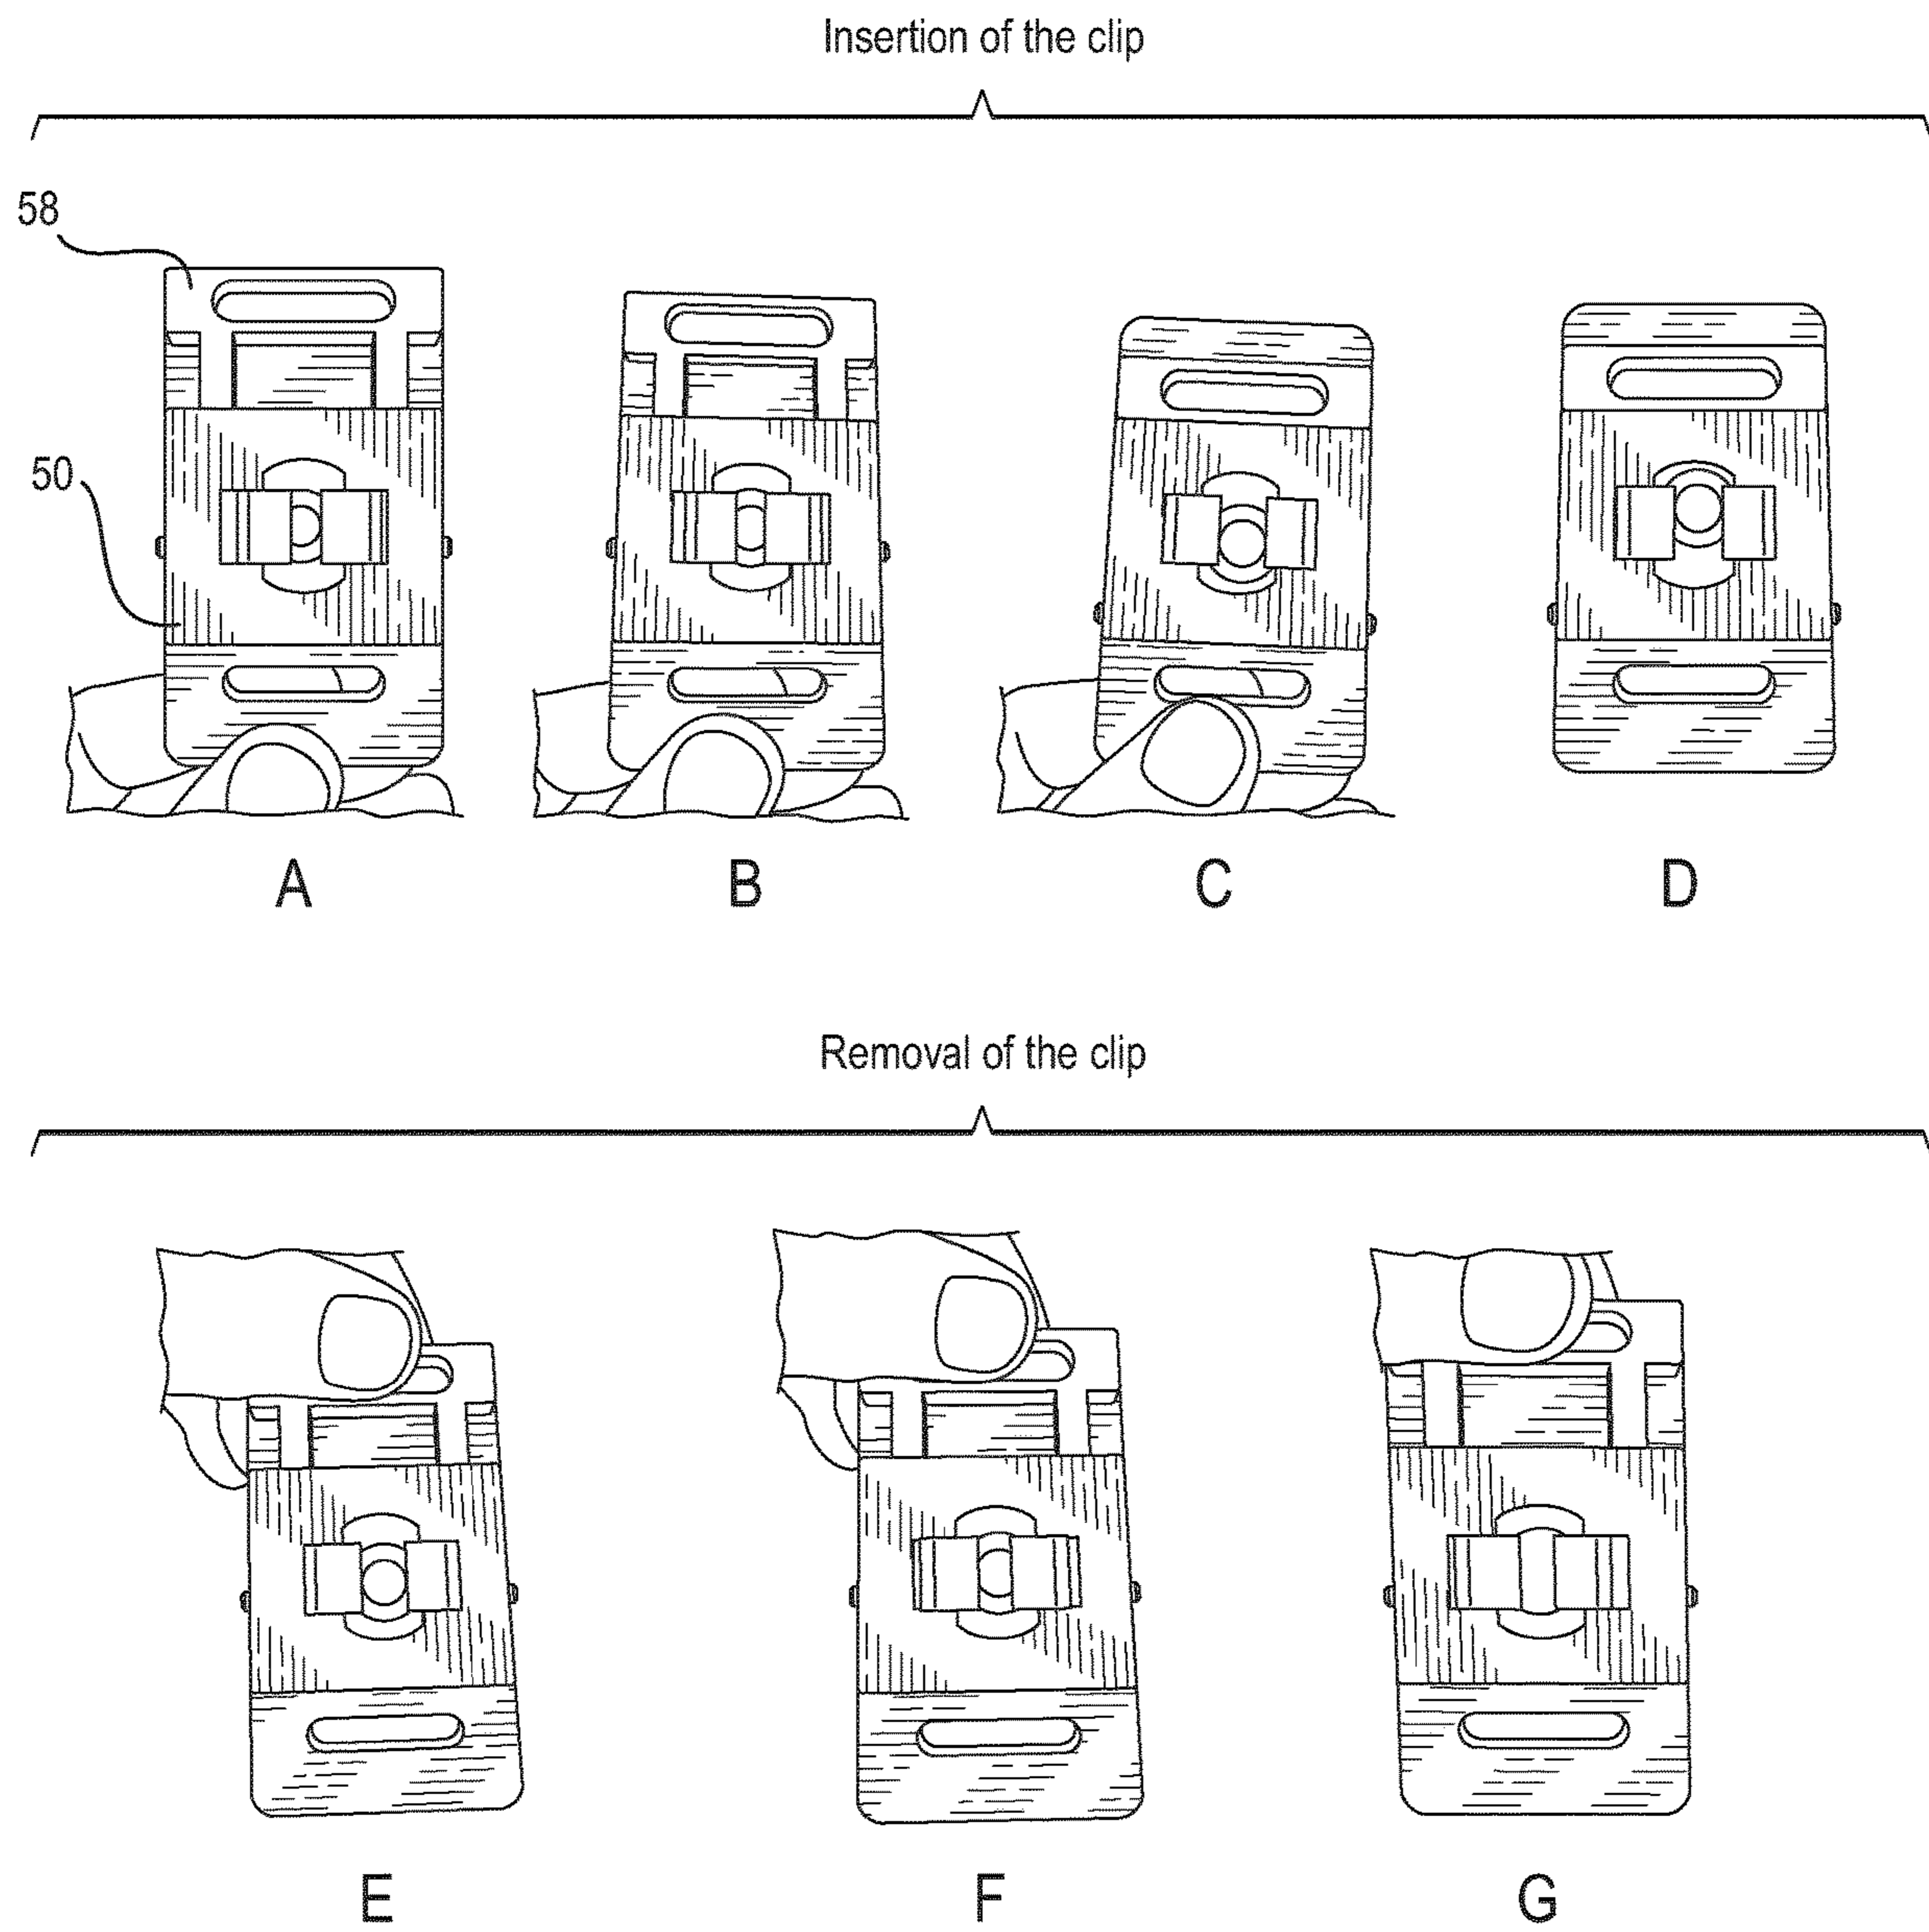 Insertion of the clip
58
50
A B C D
Removal of the clip
E F G